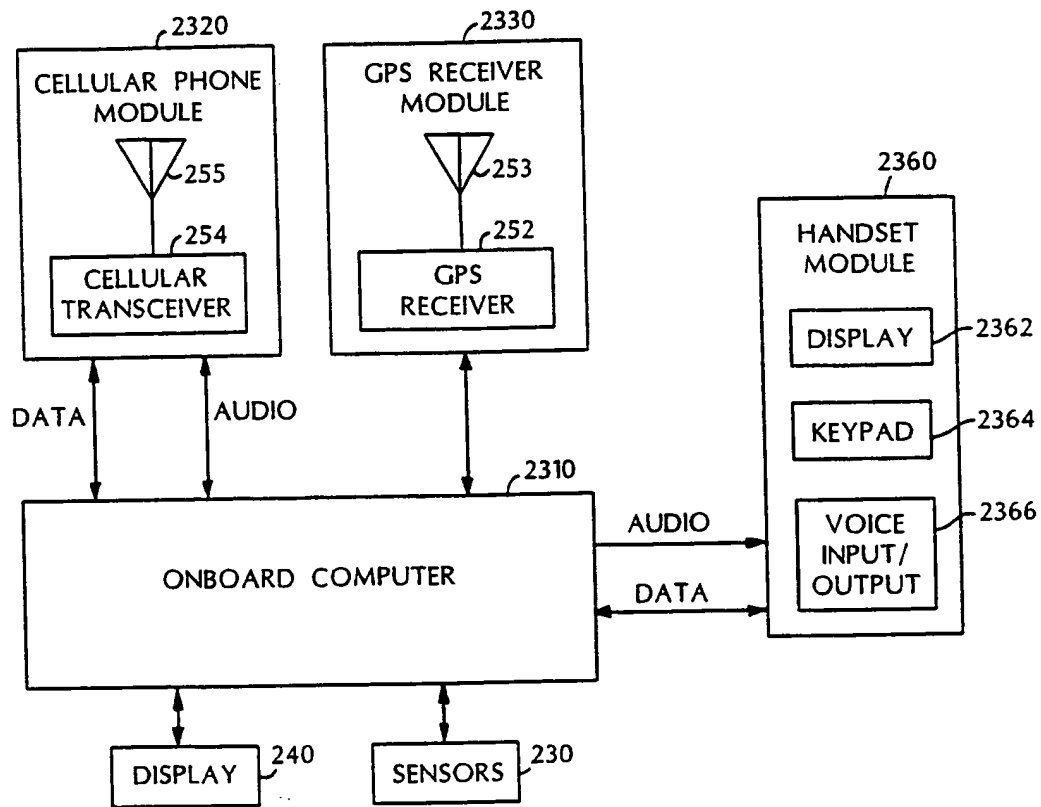 2320
CELLULAR PHONE
MODULE
255
254
CELLULAR
TRANSCEIVER
2330
GPS RECEIVER
MODULE
253
252
GPS
RECEIVER
2360
HANDSET
MODULE
DISPLAY
2362
KEYPAD
2364
VOICE
INPUT/
OUTPUT
2366
DATA
AUDIO
2310
ONBOARD COMPUTER
AUDIO
DATA
DISPLAY
240
SENSORS
230